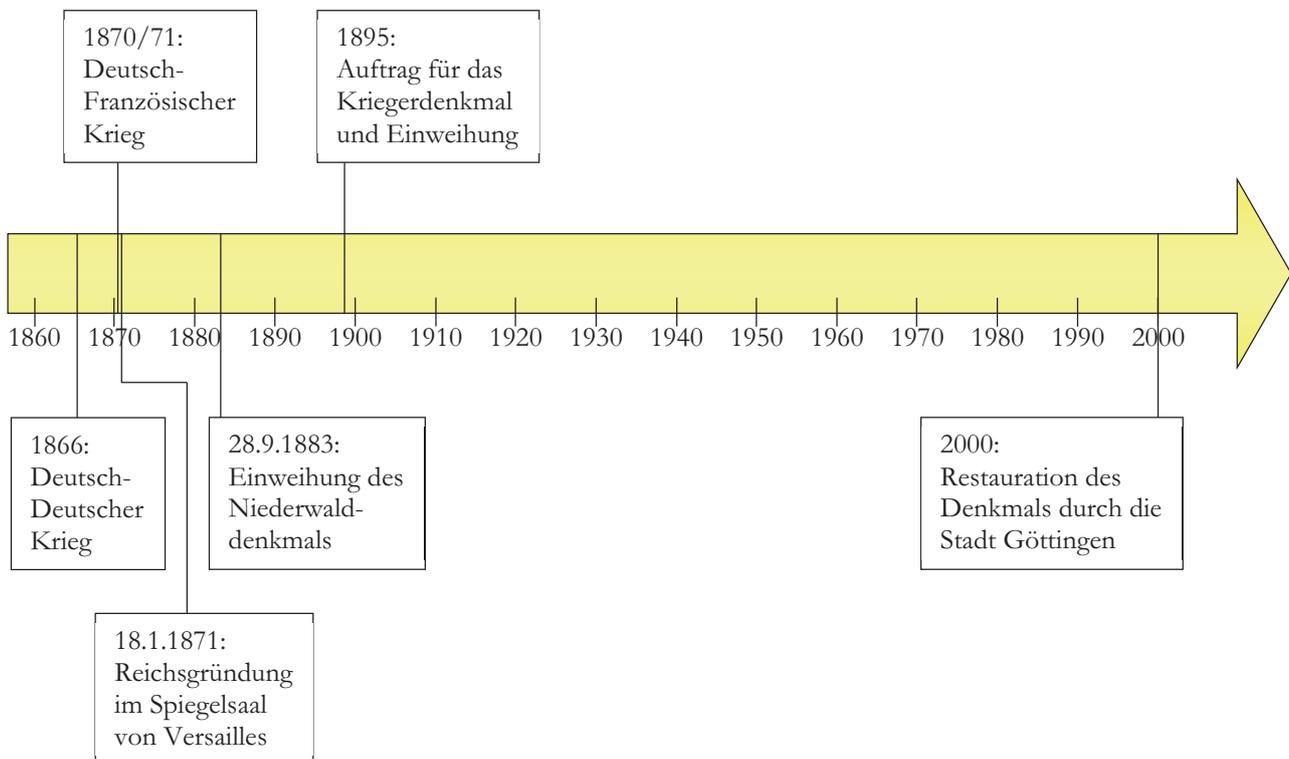 1870/71:
Deutsch-
Französischer
Krieg
1895:
Auftrag für das
Kriegerdenkmal
und Einweihung
1860 1870 1880 1890 1900 1910 1920 1930 1940 1950 1960 1970 1980 1990 2000
1866:
Deutsch-
Deutscher
Krieg
28.9.1883:
Einweihung des
Niederwald-
denkmals
2000:
Restauration des
Denkmals durch die
Stadt Göttingen
18.1.1871:
Reichsgründung
im Spiegelsaal
von Versailles